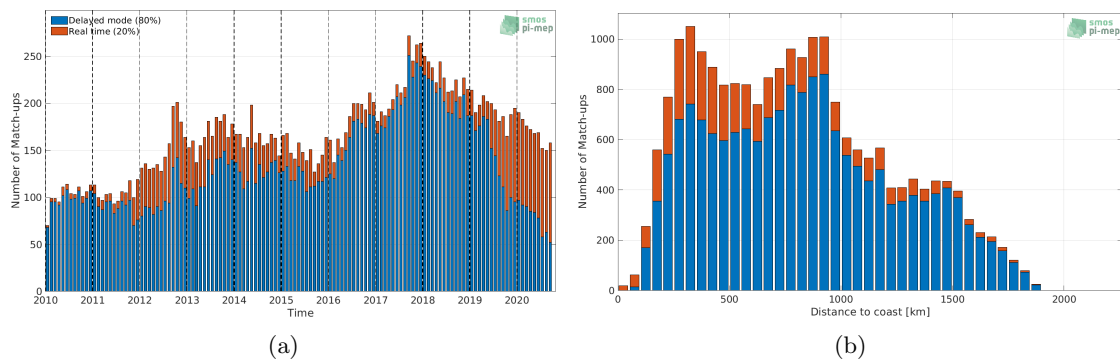 Delayed mode (80%)
Real time (20%)
smos
pi-mep
250
200
150
100
50
0
Number of Match-ups
2010 2011 2012 2013 2014 2015 2016 2017 2018 2019 2020
Time
(a)
smos
pi-mep
1000
800
600
400
200
0
Number of Match-ups
0 500 1000 1500 2000
Distance to coast [km]
(b)